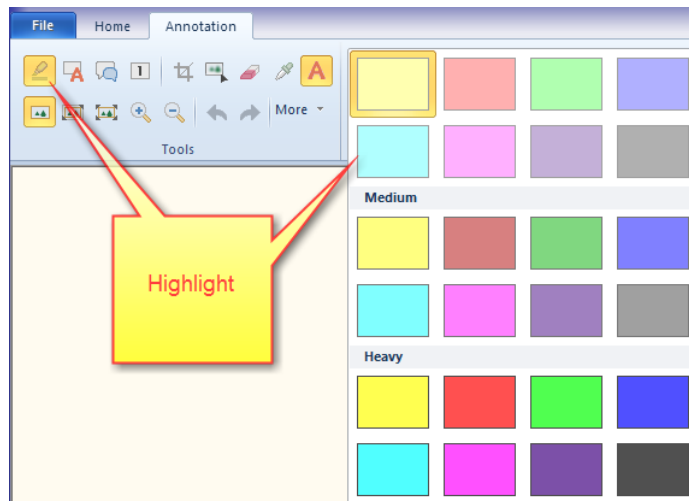 File Home Annotation
A 1 A
More
Tools
Medium
Highlight
Heavy